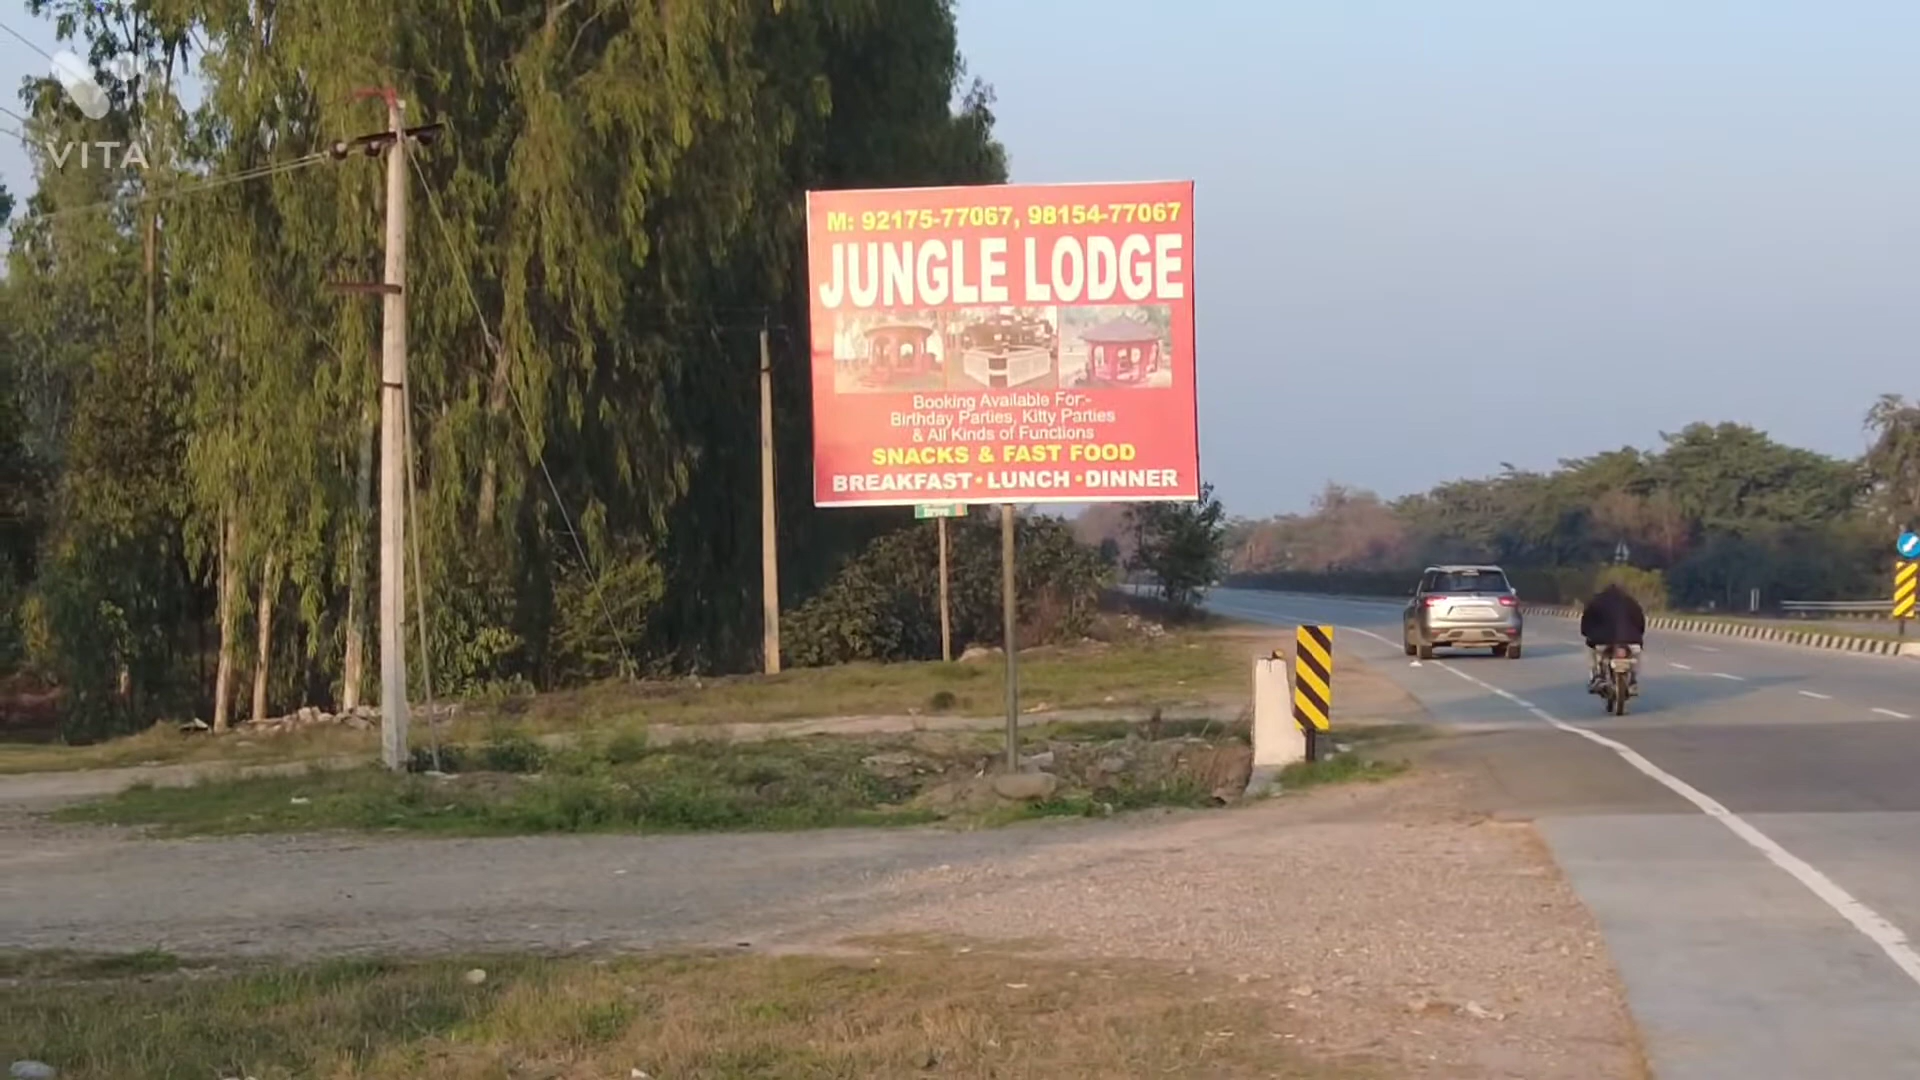 VITA
M: 92175-77067, 98154-77067
JUNGLE LODGE
Booking Available For:-
Birthday Parties, Kitty Parties
& All Kinds of Functions
SNACKS & FAST FOOD
BREAKFAST • LUNCH • DINNER